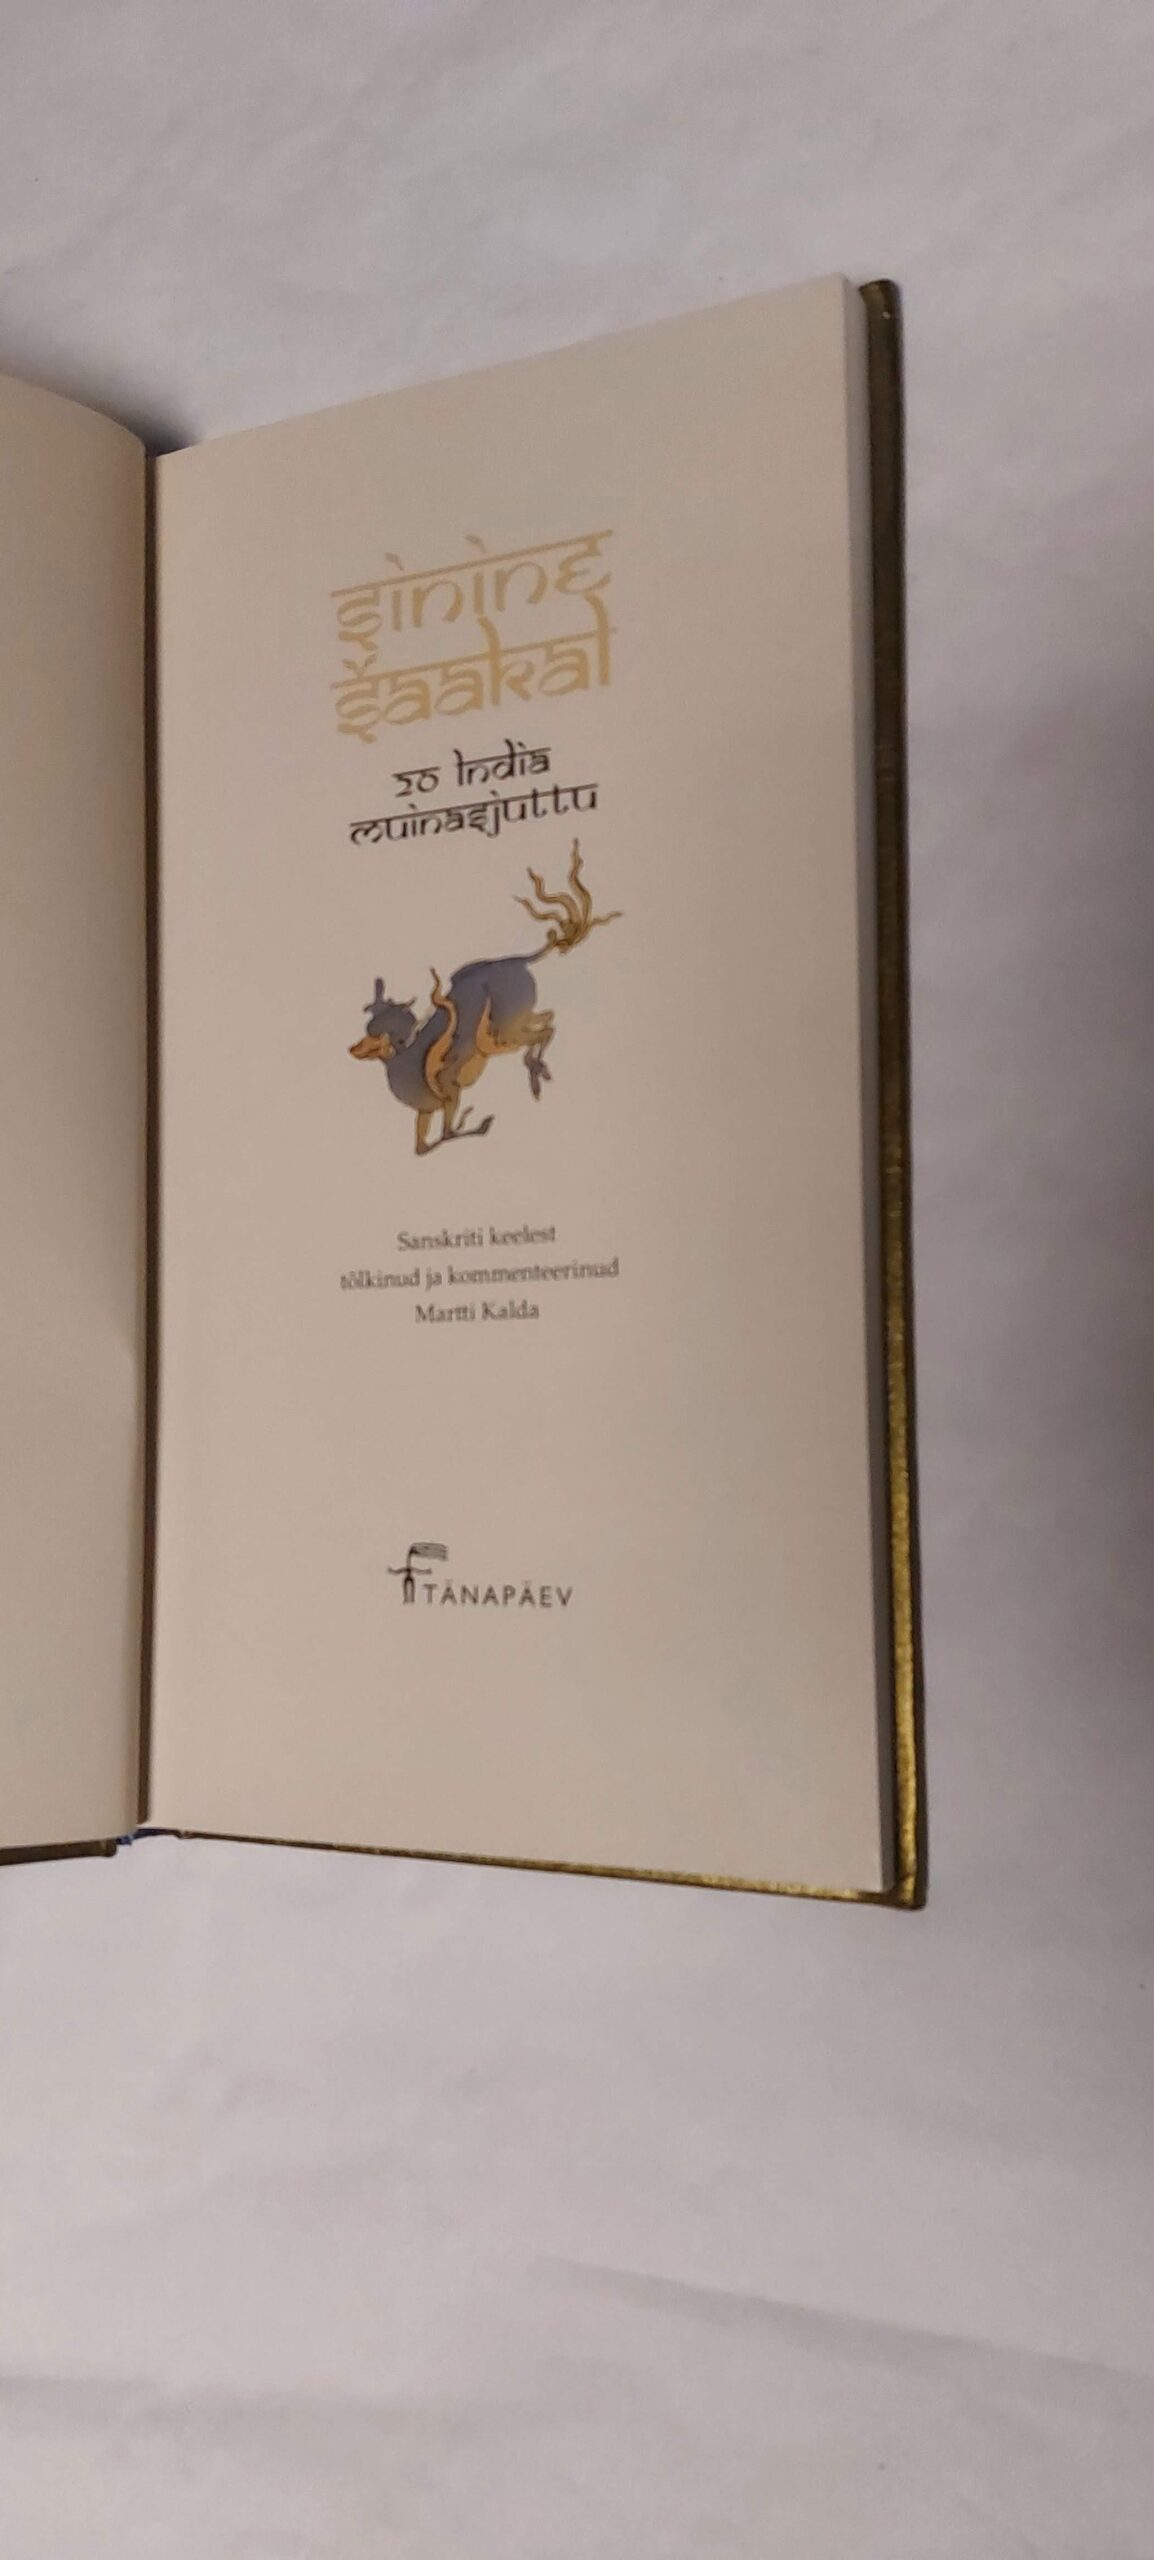 sinine
šaakal
20 India
muinasjuttu
Sanskriti keelest
tõlkinud ja kommenteerinud
Martti Kalda
TÄNAPÄEV